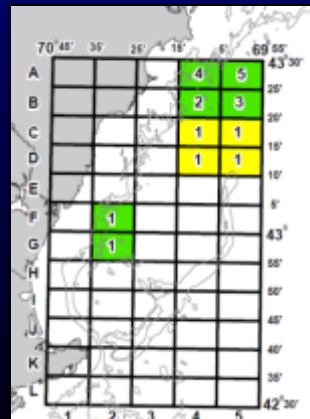 70°45' 35' 25' 15' 5' 69°55'
43°30'
A 4 5
25'
B 2 3
20'
C 1 1
15'
D 1 1
10'
E
5'
F 1
43°
G 1
55'
H
50'
I
45'
J
40'
K
35'
L
42°30'
1 2 3 4 5